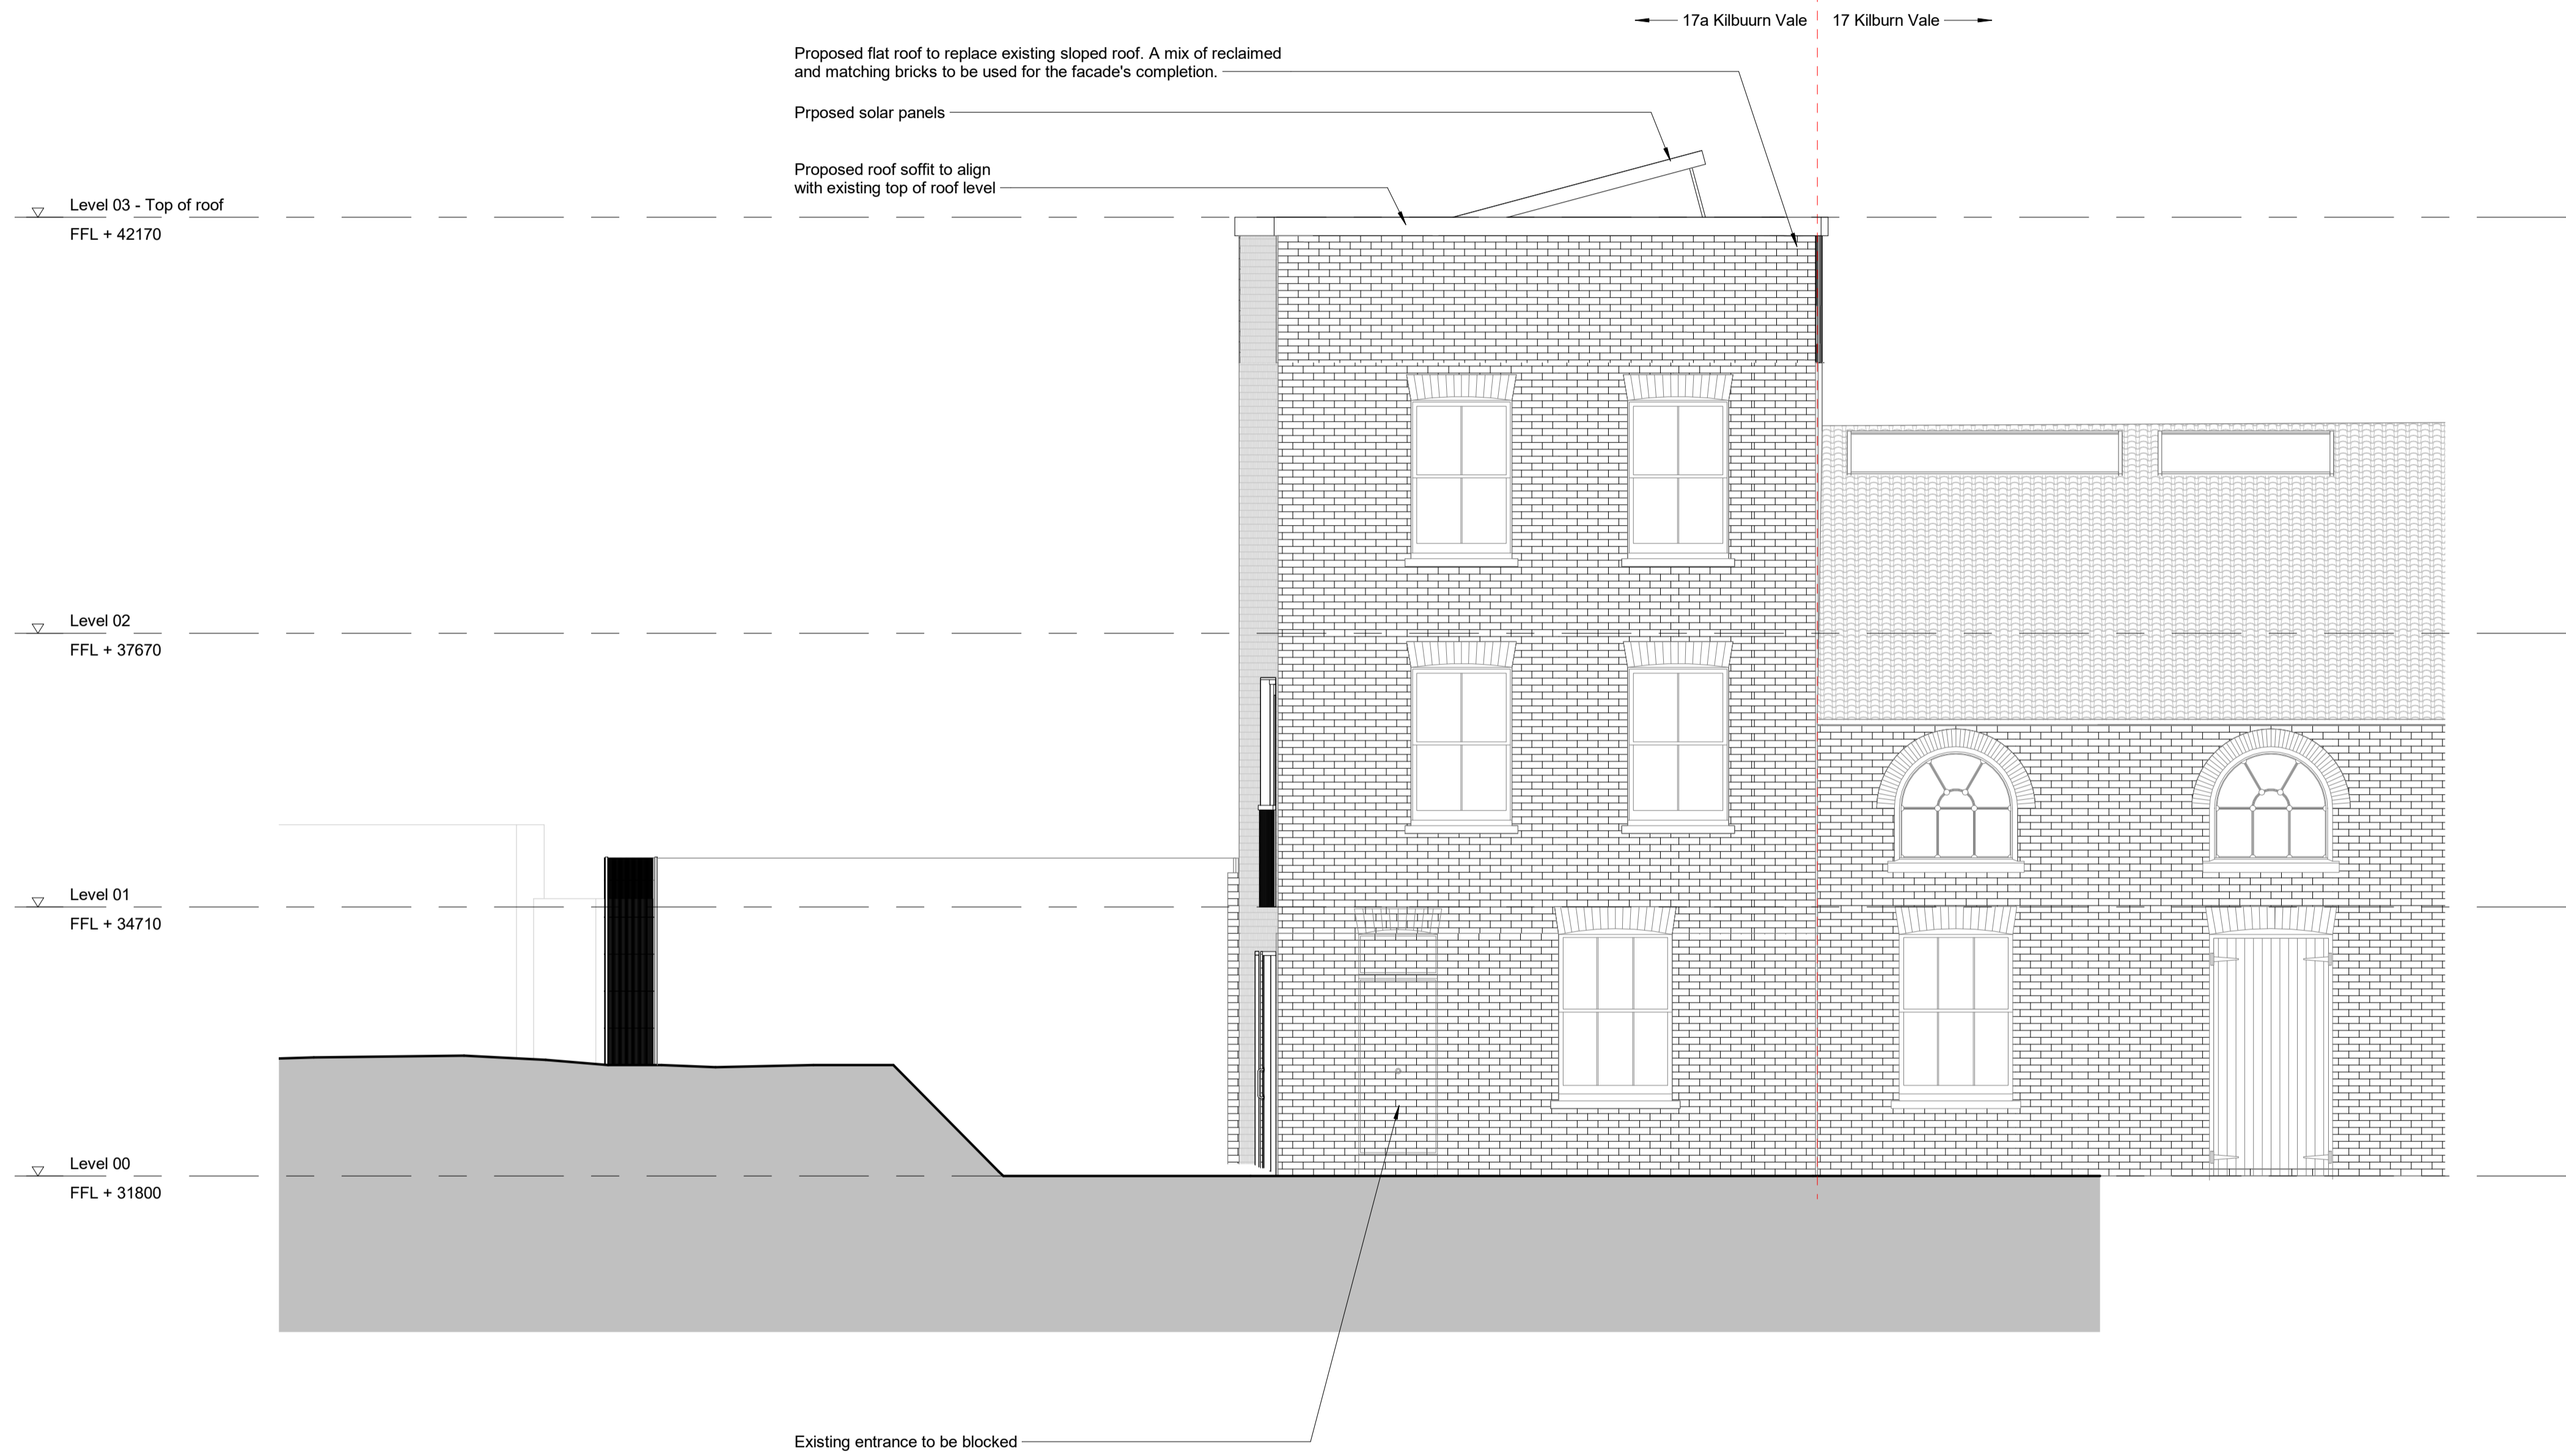 17a Kilbuurn Vale
17 Kilburn Vale
Proposed flat roof to replace existing sloped roof. A mix of reclaimed
and matching bricks to be used for the facade's completion.
Prposed solar panels
Proposed roof soffit to align
with existing top of roof level
Level 03 - Top of roof
FFL + 42170
Level 02
FFL + 37670
Level 01
FFL + 34710
Level 00
FFL + 31800
Existing entrance to be blocked